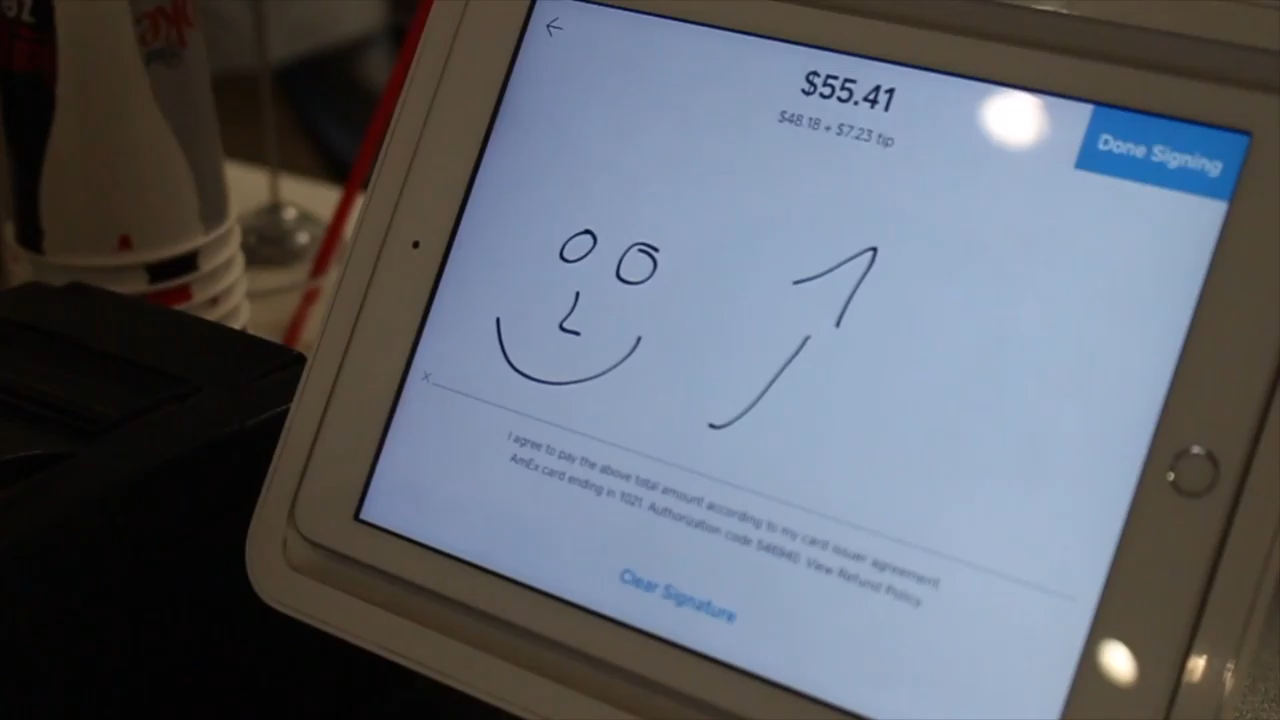 $55.41
$48.18 + $7.23 tip
Done Signing
x
I agree to pay the above total amount according to my card issuer agreement.
AmEx card ending in 1021. Authorization code 546940. View Refund Policy
Clear Signature
oke